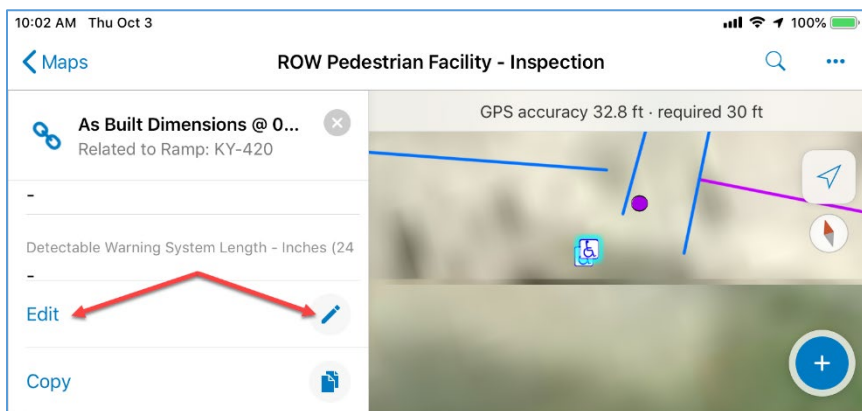 10:02 AM Thu Oct 3
100%
Maps
ROW Pedestrian Facility - Inspection
As Built Dimensions @ 0...
Related to Ramp: KY-420
GPS accuracy 32.8 ft · required 30 ft
-
Detectable Warning System Length - Inches (24
-
Edit
Copy